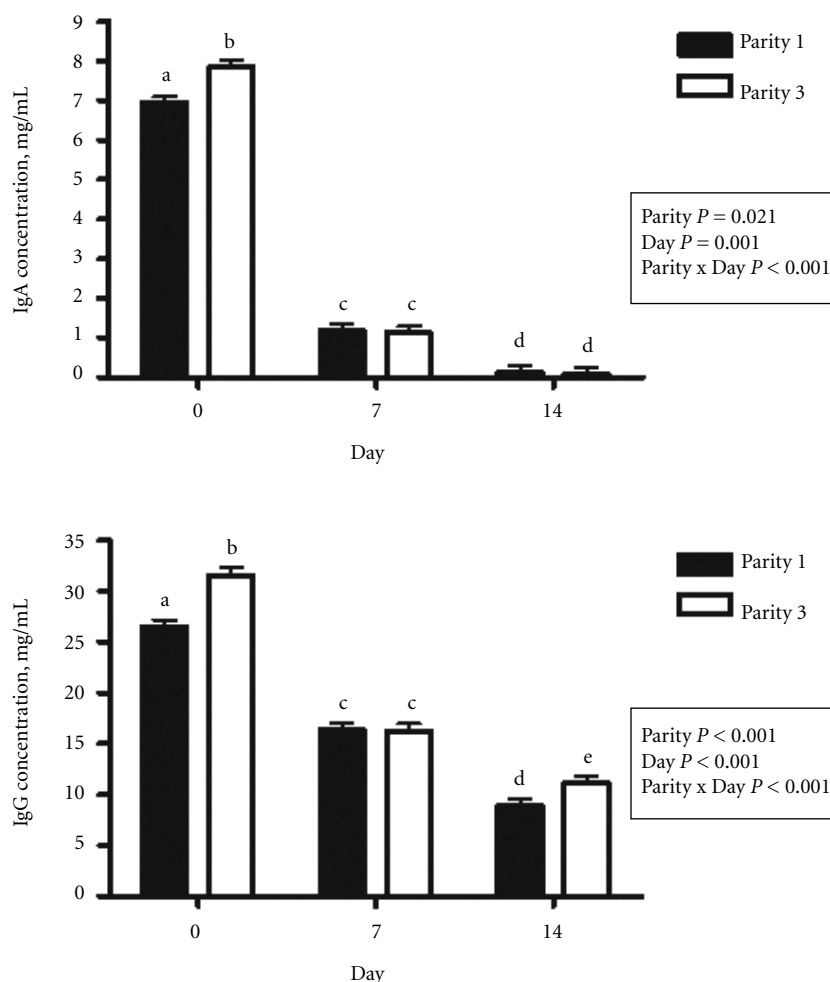 IgA concentration, mg/mL
9
8
7
6
5
4
3
2
1
0
a
b
c
c
d
d
0
7
14
Day
Parity 1
Parity 3
Parity P = 0.021
Day P = 0.001
Parity x Day P < 0.001
IgG concentration, mg/mL
35
30
25
20
15
10
5
0
a
b
c
c
d
e
0
7
14
Day
Parity 1
Parity 3
Parity P < 0.001
Day P < 0.001
Parity x Day P < 0.001